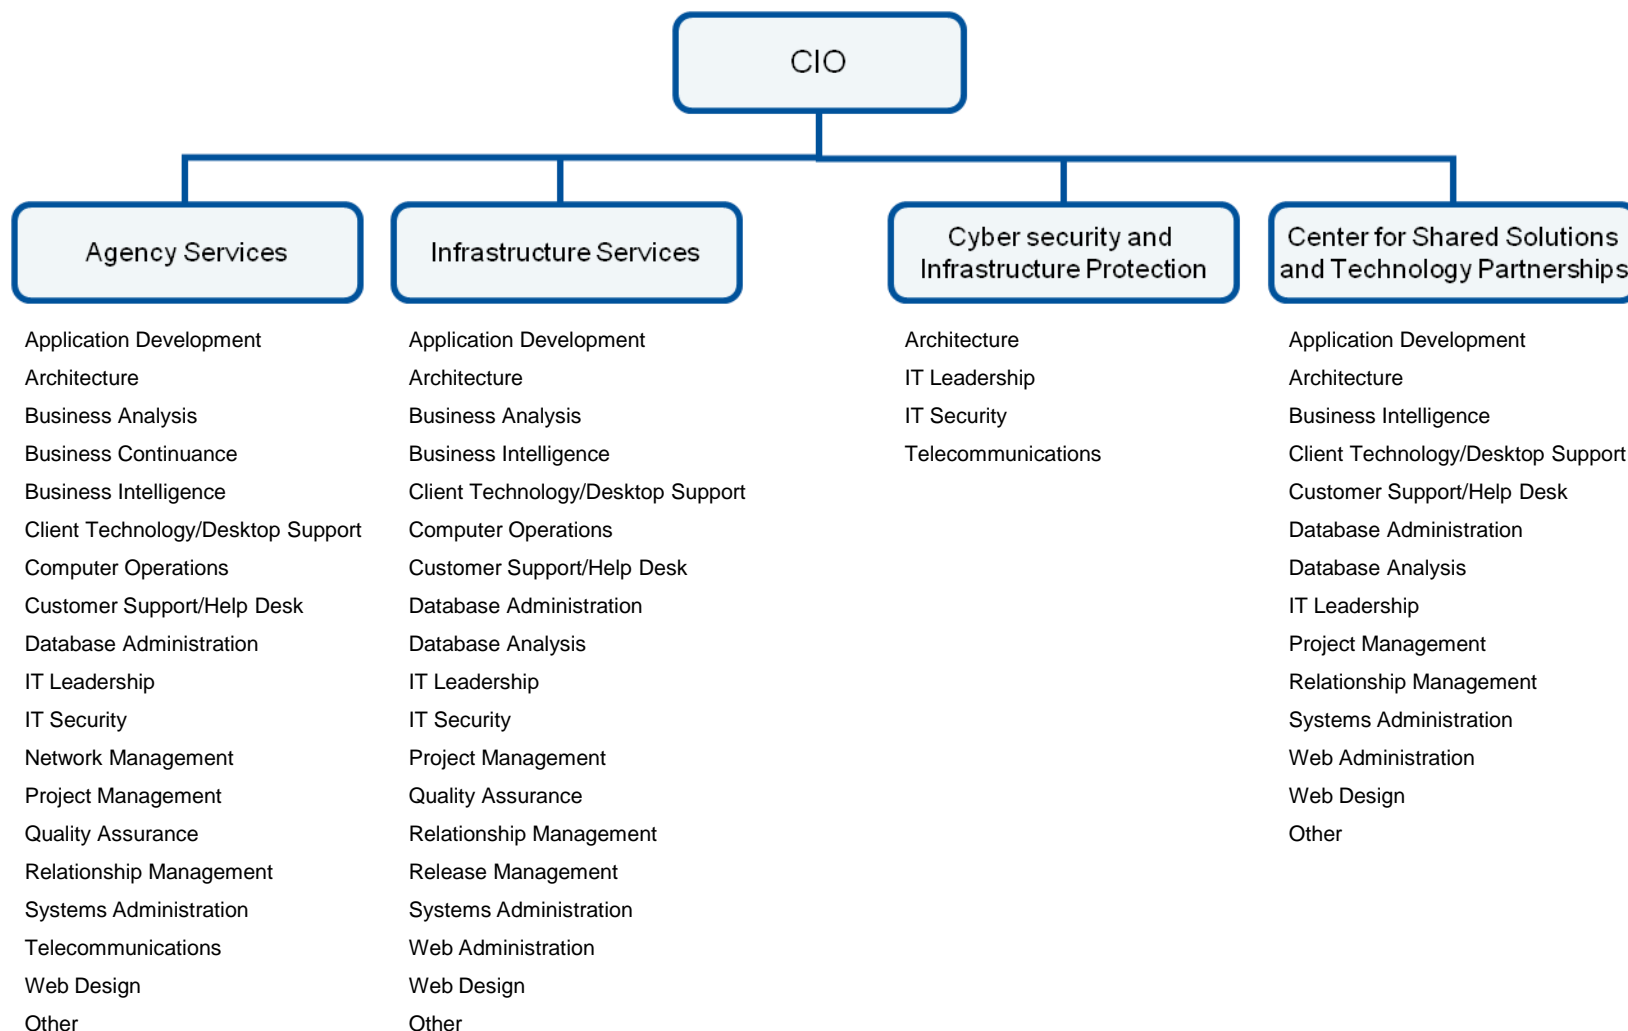 CIO
Agency Services
Infrastructure Services
Cyber security and
Infrastructure Protection
Center for Shared Solutions
and Technology Partnerships
Application Development
Architecture
Business Analysis
Business Continuance
Business Intelligence
Client Technology/Desktop Support
Computer Operations
Customer Support/Help Desk
Database Administration
IT Leadership
IT Security
Network Management
Project Management
Quality Assurance
Relationship Management
Systems Administration
Telecommunications
Web Design
Other
Application Development
Architecture
Business Analysis
Business Intelligence
Client Technology/Desktop Support
Computer Operations
Customer Support/Help Desk
Database Administration
Database Analysis
IT Leadership
IT Security
Project Management
Quality Assurance
Relationship Management
Release Management
Systems Administration
Web Administration
Web Design
Other
Architecture
IT Leadership
IT Security
Telecommunications
Application Development
Architecture
Business Intelligence
Client Technology/Desktop Support
Customer Support/Help Desk
Database Administration
Database Analysis
IT Leadership
Project Management
Relationship Management
Systems Administration
Web Administration
Web Design
Other